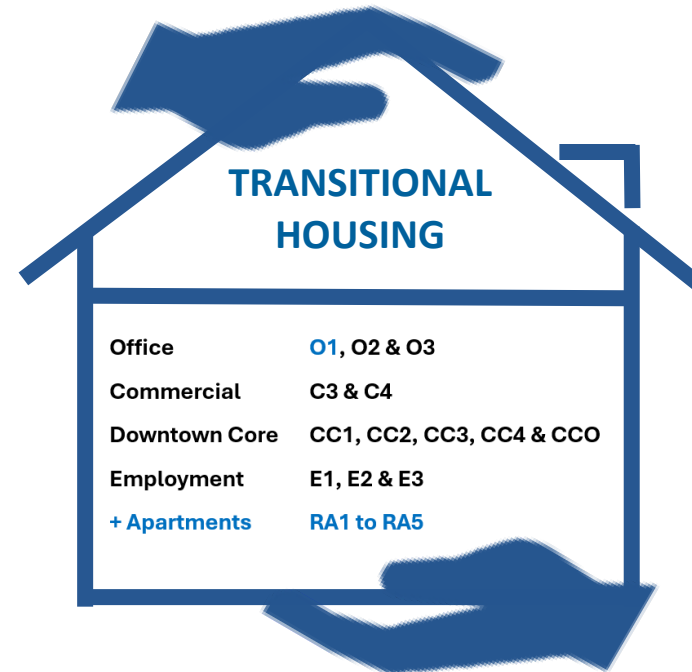 TRANSITIONAL
HOUSING
Office O1, O2 & O3
Commercial C3 & C4
Downtown Core CC1, CC2, CC3, CC4 & CCO
Employment E1, E2 & E3
+ Apartments RA1 to RA5